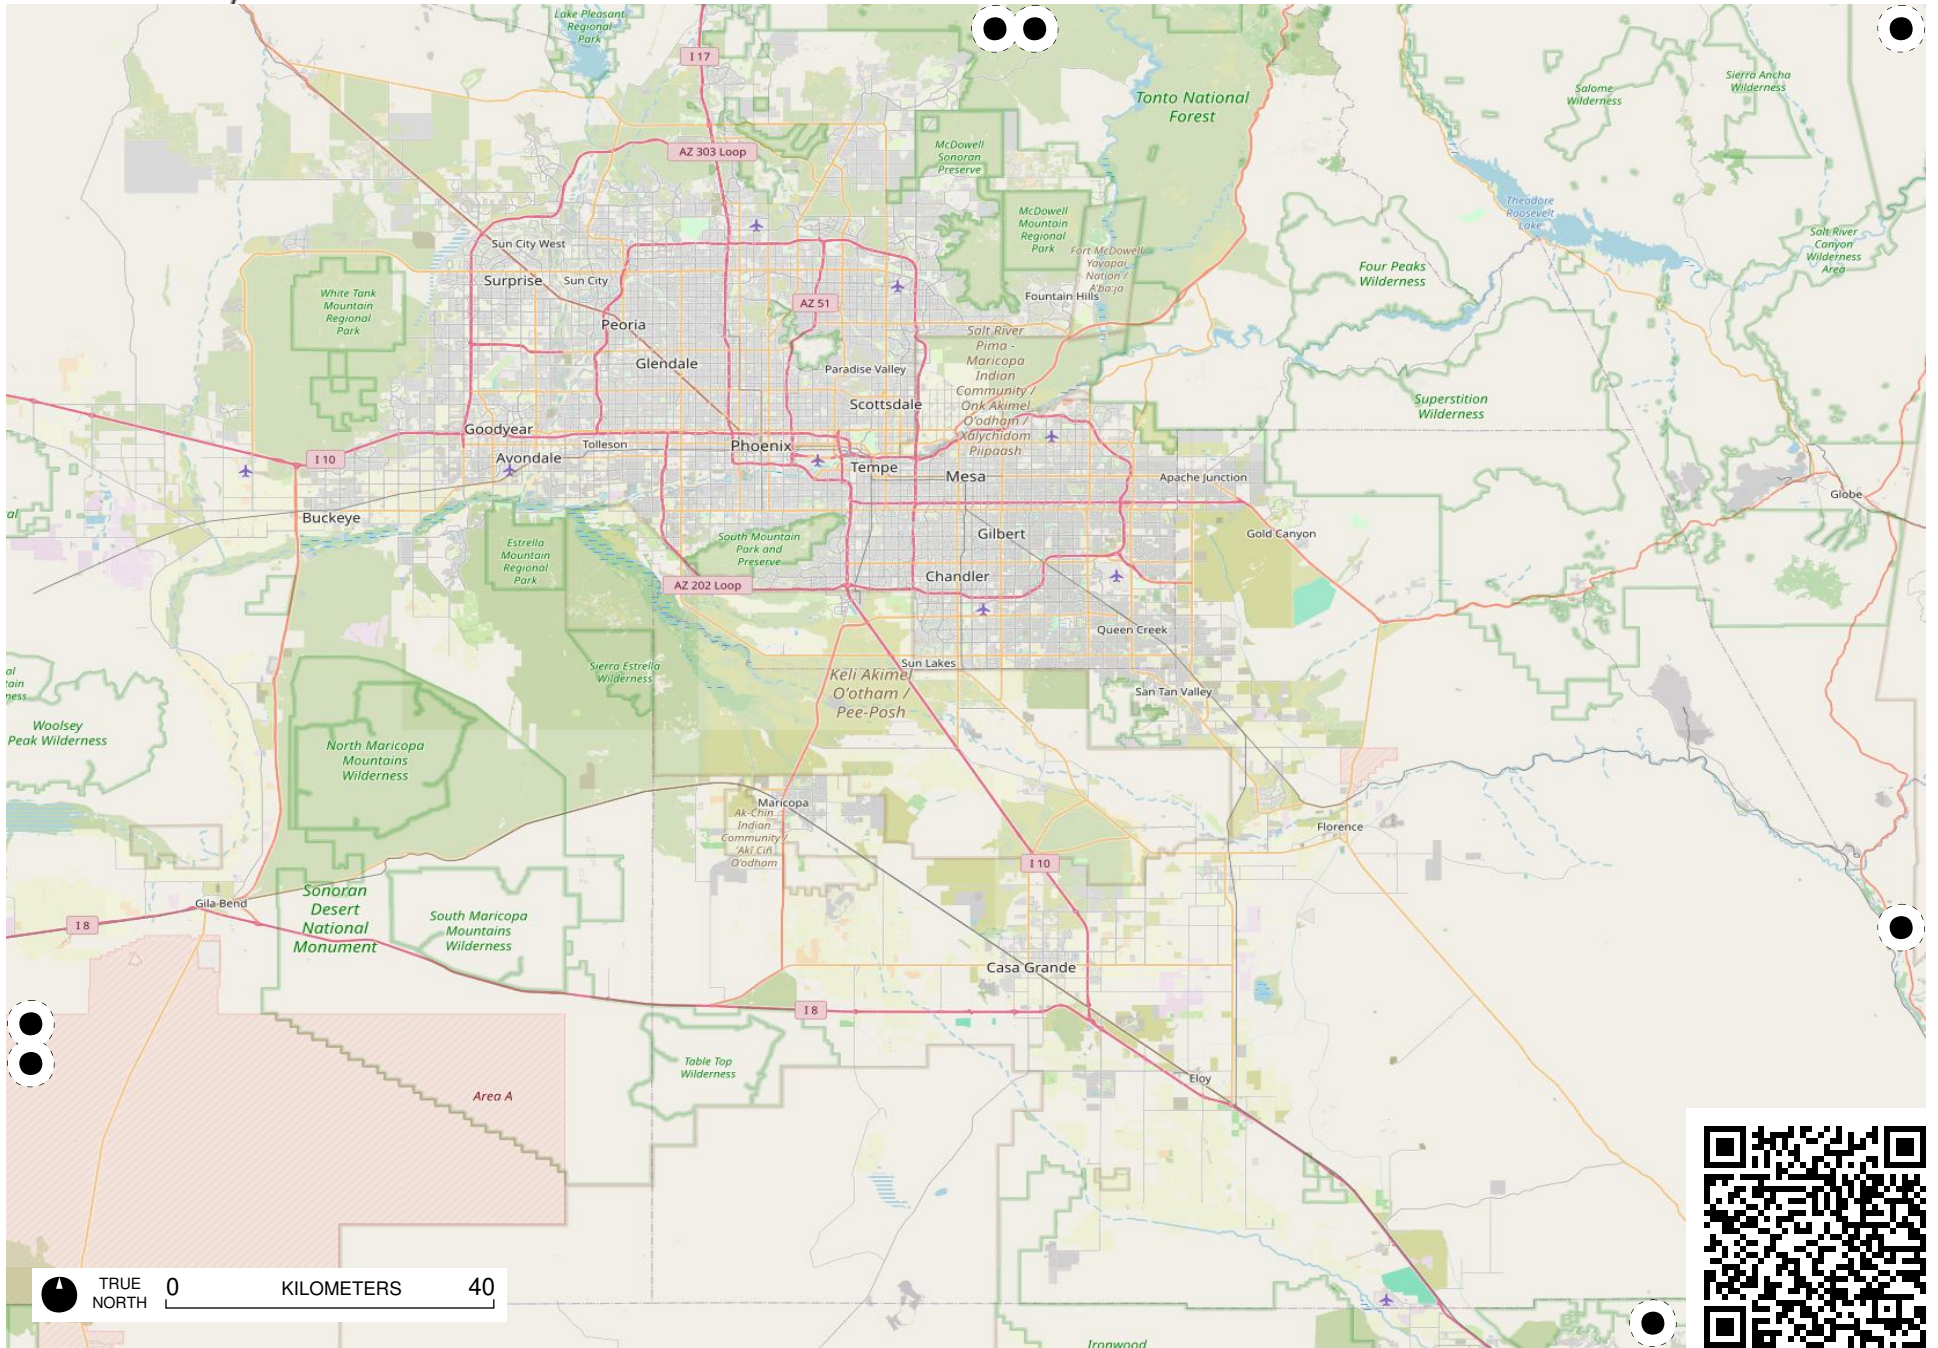 Lake Pleasant
Regional
Park
I 17
Tonto National
Forest
Salome
Wilderness
Sierra Ancha
Wilderness
AZ 303 Loop
McDowell
Sonoran
Preserve
Theodore
Roosevelt
Lake
McDowell
Mountain
Regional
Park
Salt River
Canyon
Wilderness
Area
Sun City West
Fort McDowell
Yavapai
Nation /
A'ba:ja
Four Peaks
Wilderness
Surprise
Sun City
White Tank
Mountain
Regional
Park
AZ 51
Fountain Hills
Peoria
Salt River
Pima -
Maricopa
Indian
Community /
Onk Akimel
O'odham /
Xalychidom
Piipaash
Glendale
Paradise Valley
Scottsdale
Superstition
Wilderness
Goodyear
Tolleson
Phoenix
I 10
Avondale
Tempe
Mesa
Apache Junction
Globe
al
Buckeye
Estrella
Mountain
Regional
Park
South Mountain
Park and
Preserve
Gilbert
Gold Canyon
AZ 202 Loop
Chandler
Queen Creek
Sierra Estrella
Wilderness
Sun Lakes
Keli Akimel
O'otham /
Pee-Posh
San Tan Valley
al
tain
ness
Woolsey
Peak Wilderness
North Maricopa
Mountains
Wilderness
Maricopa
Ak-Chin
Indian
Community /
'Akĭ Ciñ
O'odham
Florence
I 10
Gila Bend
Sonoran
Desert
National
Monument
South Maricopa
Mountains
Wilderness
I 8
Casa Grande
I 8
Table Top
Wilderness
Eloy
Area A
TRUE
NORTH
0 KILOMETERS 40
Ironwood